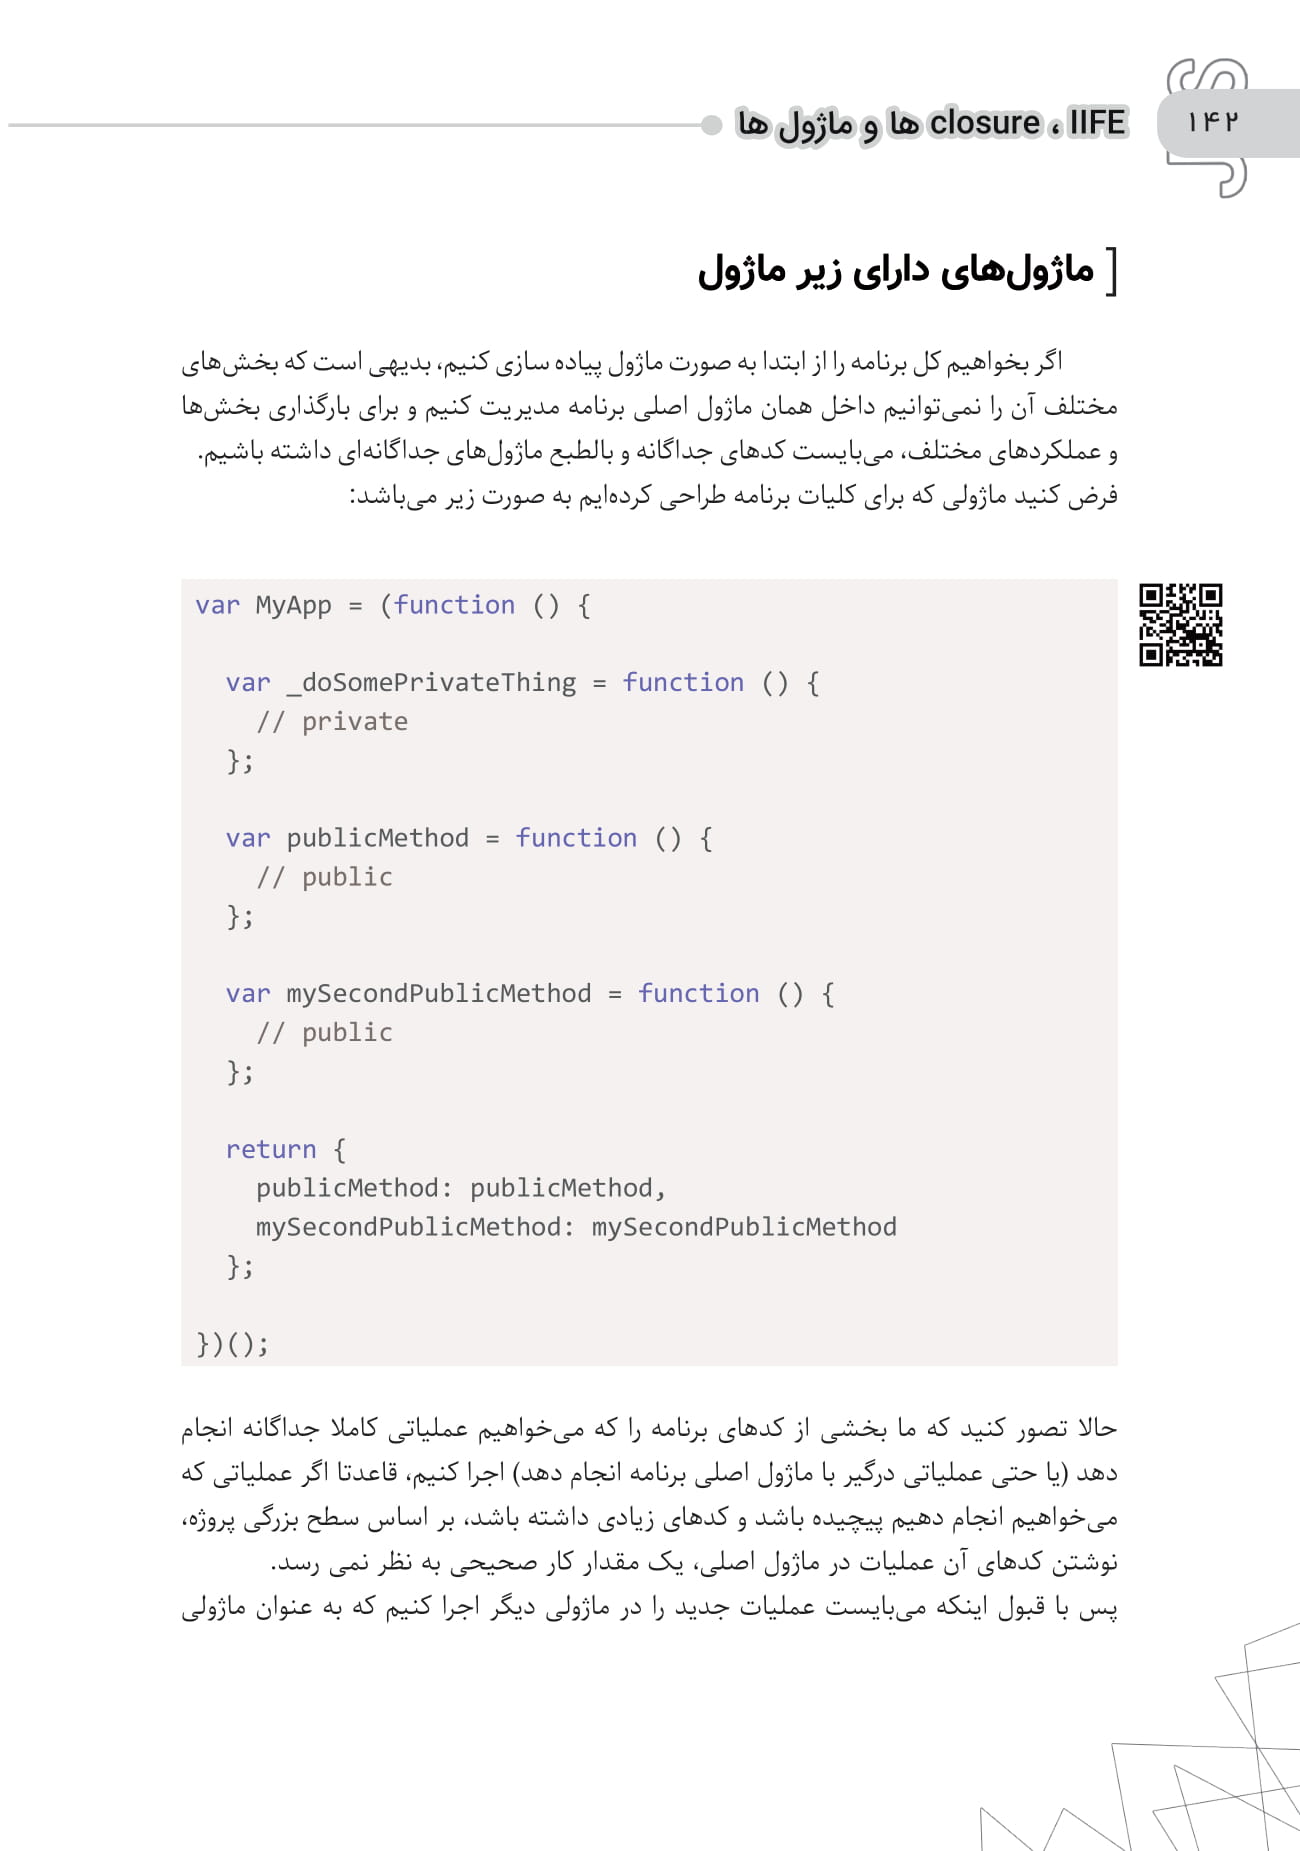 ۱۴۲
IIFE ، closure ها و ماژول ها
ماژول‌های دارای زیر ماژول
اگر بخواهیم کل برنامه را از ابتدا به صورت ماژول پیاده سازی کنیم، بدیهی است که بخش‌های
مختلف آن را نمی‌توانیم داخل همان ماژول اصلی برنامه مدیریت کنیم و برای بارگذاری بخش‌ها
و عملکردهای مختلف، می‌بایست کدهای جداگانه و بالطبع ماژول‌های جداگانه‌ای داشته باشیم.
فرض کنید ماژولی که برای کلیات برنامه طراحی کرده‌ایم به صورت زیر می‌باشد:
var MyApp = (function () {
  var _doSomePrivateThing = function () {
    // private
  };
  var publicMethod = function () {
    // public
  };
  var mySecondPublicMethod = function () {
    // public
  };
  return {
    publicMethod: publicMethod,
    mySecondPublicMethod: mySecondPublicMethod
  };
})();
حالا تصور کنید که ما بخشی از کدهای برنامه را که می‌خواهیم عملیاتی کاملا جداگانه انجام
دهد (یا حتی عملیاتی درگیر با ماژول اصلی برنامه انجام دهد) اجرا کنیم، قاعدتا اگر عملیاتی که
می‌خواهیم انجام دهیم پیچیده باشد و کدهای زیادی داشته باشد، بر اساس سطح بزرگی پروژه،
نوشتن کدهای آن عملیات در ماژول اصلی، یک مقدار کار صحیحی به نظر نمی رسد.
پس با قبول اینکه می‌بایست عملیات جدید را در ماژولی دیگر اجرا کنیم که به عنوان ماژولی